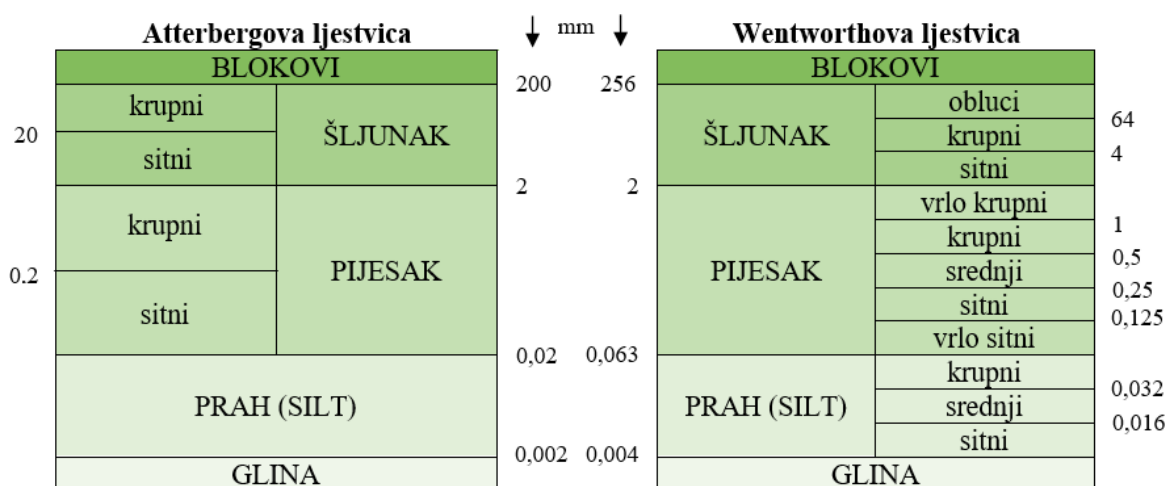 Atterbergova ljestvica
mm
Wentworthova ljestvica
BLOKOVI
BLOKOVI
200
256
krupni
ŠLJUNAK
20
sitni
2
2
ŠLJUNAK
obluci
64
krupni
4
sitni
krupni
PIJESAK
0.2
sitni
0,02
0,063
PIJESAK
vrlo krupni
1
krupni
0,5
srednji
0,25
sitni
0,125
vrlo sitni
PRAH (SILT)
0,002
0,004
PRAH (SILT)
krupni
0,032
srednji
0,016
sitni
GLINA
GLINA